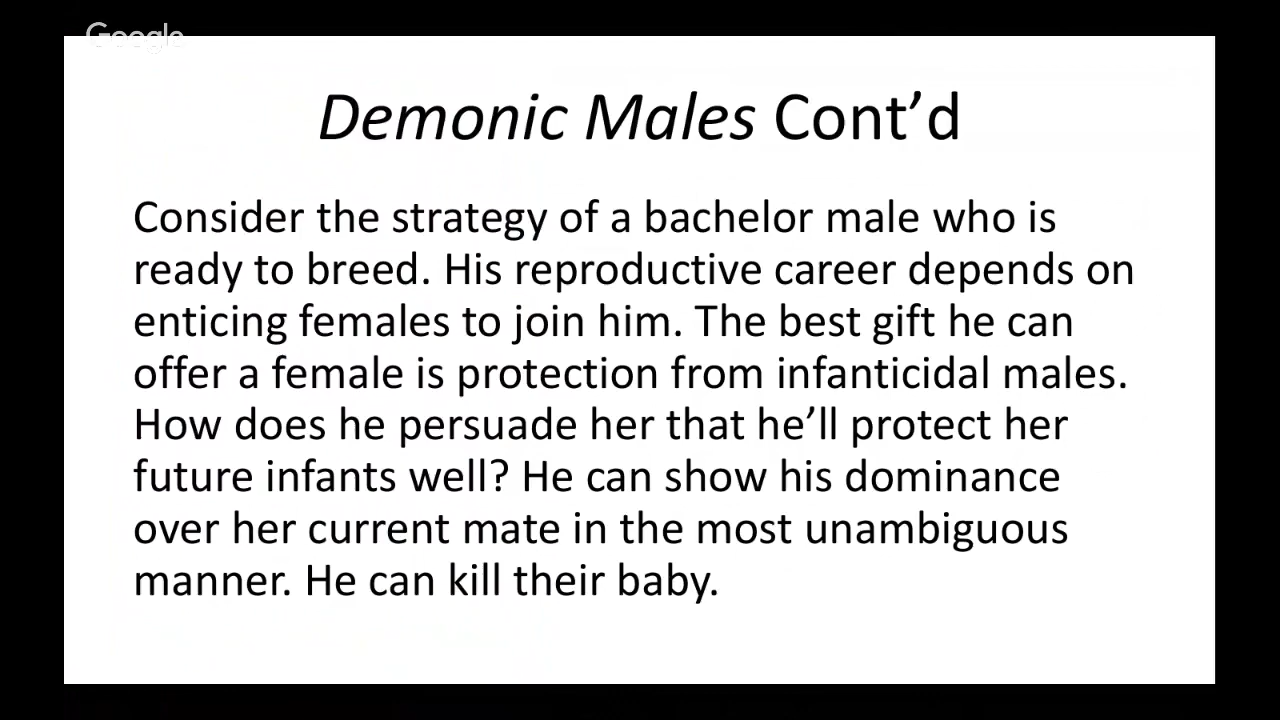 Google
Demonic Males Cont’d
Consider the strategy of a bachelor male who is
ready to breed. His reproductive career depends on
enticing females to join him. The best gift he can
offer a female is protection from infanticidal males.
How does he persuade her that he’ll protect her
future infants well? He can show his dominance
over her current mate in the most unambiguous
manner. He can kill their baby.